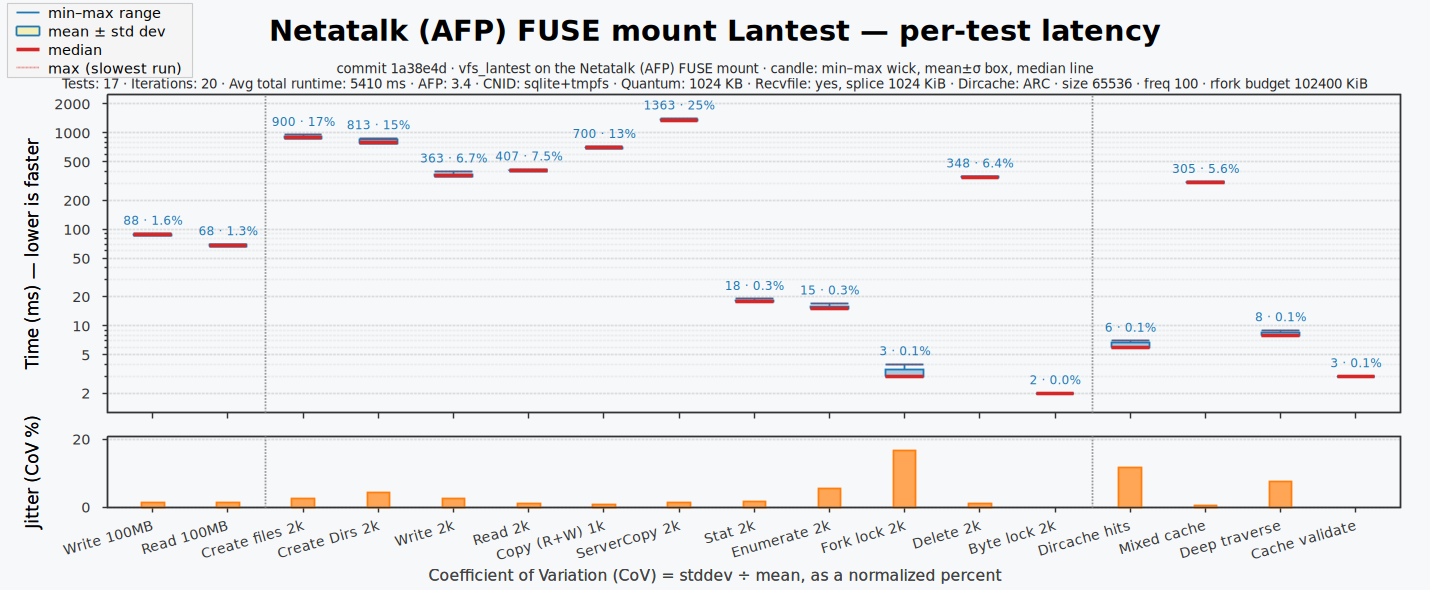 min–max range
mean ± std dev
median
max (slowest run)
Netatalk (AFP) FUSE mount Lantest — per-test latency
commit 1a38e4d · vfs_lantest on the Netatalk (AFP) FUSE mount · candle: min–max wick, mean±σ box, median line
Tests: 17 · Iterations: 20 · Avg total runtime: 5410 ms · AFP: 3.4 · CNID: sqlite+tmpfs · Quantum: 1024 KB · Recvfile: yes, splice 1024 KiB · Dircache: ARC · size 65536 · freq 100 · rfork budget 102400 KiB
Time (ms) — lower is faster
2000
1000
500
200
100
50
20
10
5
2
88 · 1.6%
68 · 1.3%
900 · 17%
813 · 15%
363 · 6.7%
407 · 7.5%
700 · 13%
1363 · 25%
18 · 0.3%
15 · 0.3%
3 · 0.1%
348 · 6.4%
2 · 0.0%
6 · 0.1%
305 · 5.6%
8 · 0.1%
3 · 0.1%
Jitter (CoV %)
20
0
Write 100MB
Read 100MB
Create files 2k
Create Dirs 2k
Write 2k
Read 2k
Copy (R+W) 1k
ServerCopy 2k
Stat 2k
Enumerate 2k
Fork lock 2k
Delete 2k
Byte lock 2k
Dircache hits
Mixed cache
Deep traverse
Cache validate
Coefficient of Variation (CoV) = stddev ÷ mean, as a normalized percent